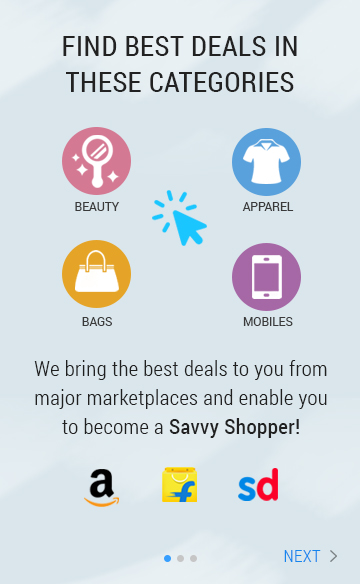 FIND BEST DEALS IN
THESE CATEGORIES
BEAUTY
APPAREL
BAGS
MOBILES
We bring the best deals to you from
major marketplaces and enable you
to become a Savvy Shopper!
a
f
sd
NEXT